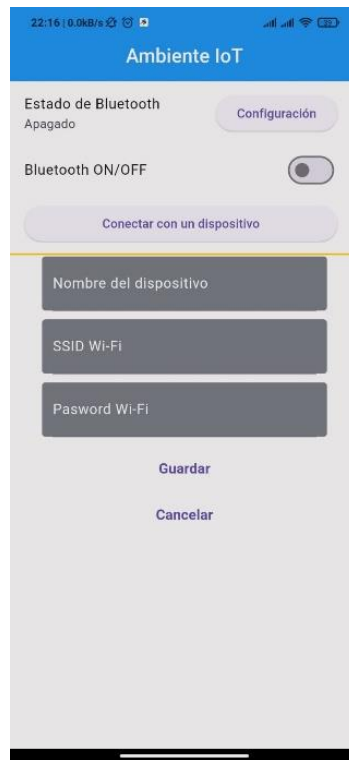 22:16 | 0.0kB/s
Ambiente IoT
Estado de Bluetooth
Apagado
Configuración
Bluetooth ON/OFF
Conectar con un dispositivo
Nombre del dispositivo
SSID Wi-Fi
Pasword Wi-Fi
Guardar
Cancelar